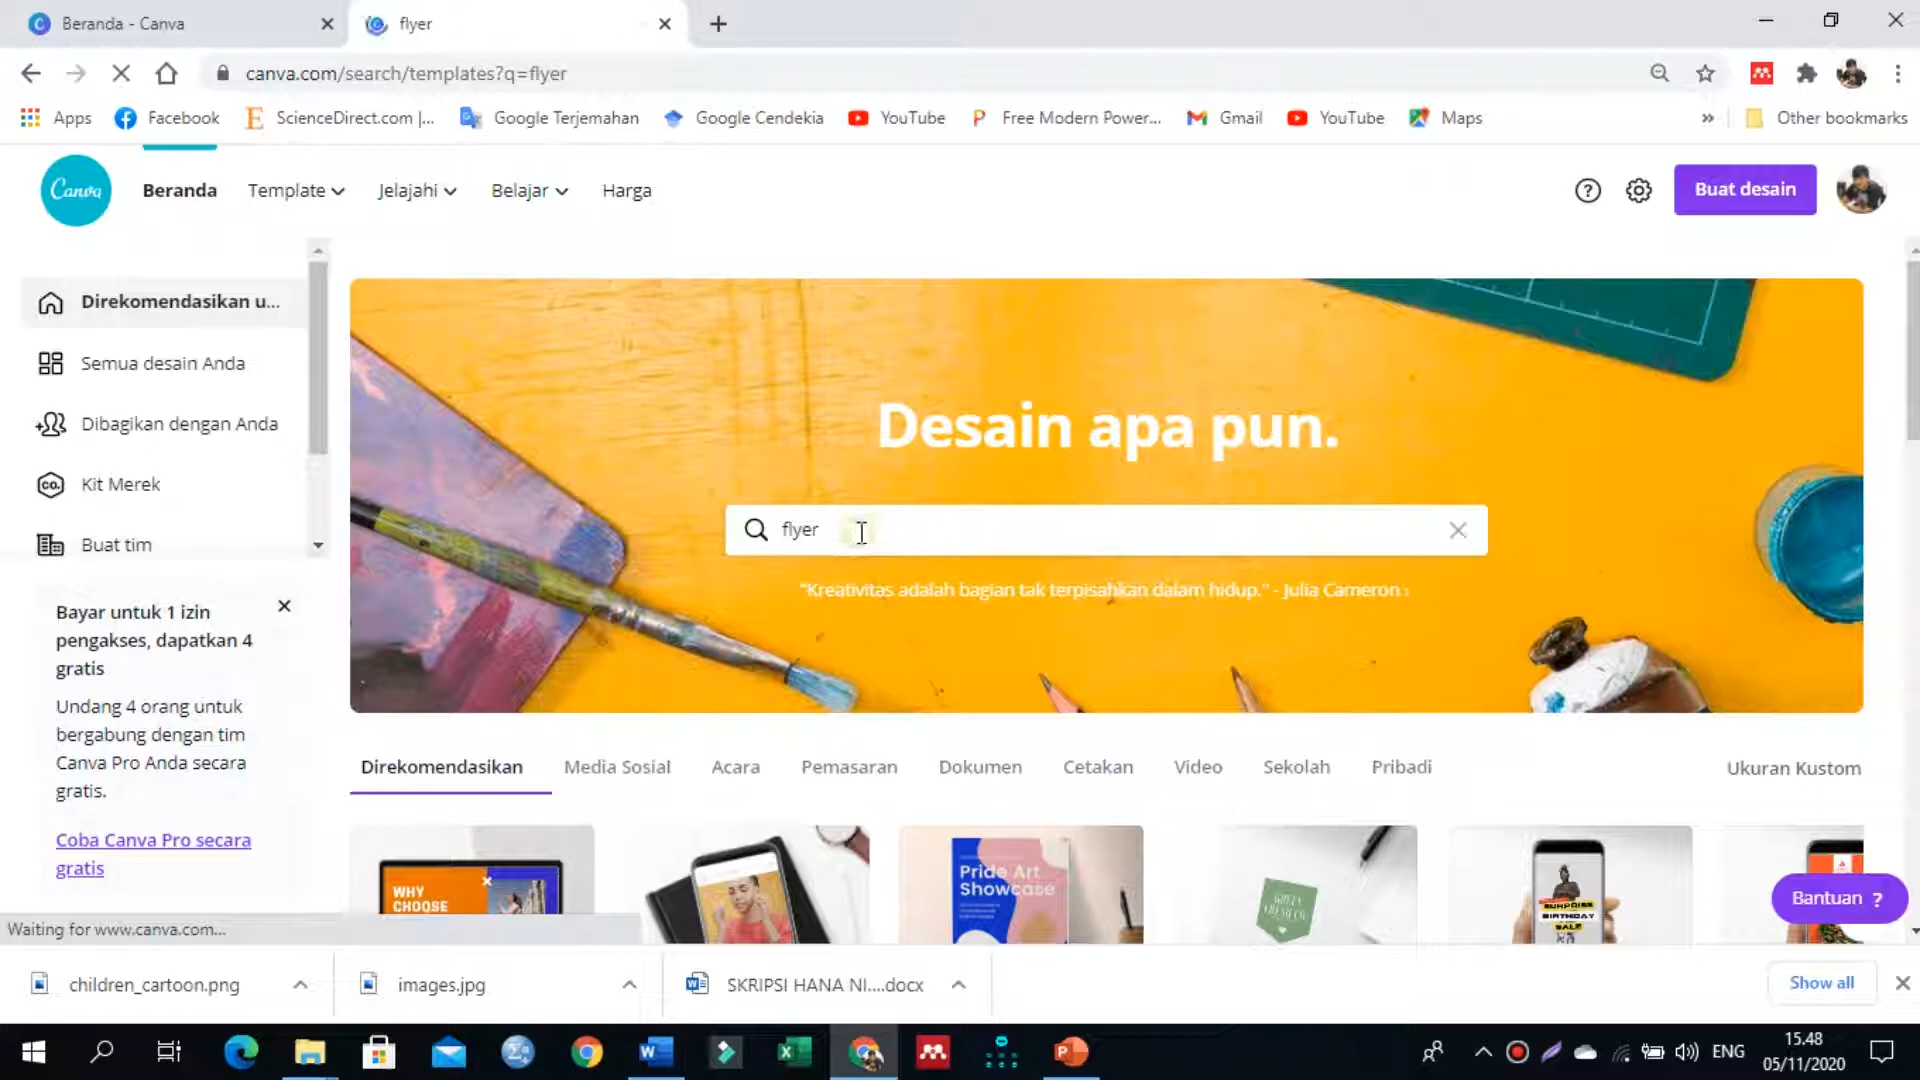 Beranda - Canva
flyer
canva.com/search/templates?q=flyer
Apps
Facebook
ScienceDirect.com |...
Google Terjemahan
Google Cendekia
YouTube
Free Modern Power...
Gmail
YouTube
Maps
Other bookmarks
Canva
Beranda
Template
Jelajahi
Belajar
Harga
Buat desain
Direkomendasikan u...
Semua desain Anda
Dibagikan dengan Anda
Kit Merek
Buat tim
Bayar untuk 1 izin
pengakses, dapatkan 4
gratis
Undang 4 orang untuk
bergabung dengan tim
Canva Pro Anda secara
gratis.
Coba Canva Pro secara
gratis
Desain apa pun.
flyer
"Kreativitas adalah bagian tak terpisahkan dalam hidup." - Julia Cameron ›
Direkomendasikan
Media Sosial
Acara
Pemasaran
Dokumen
Cetakan
Video
Sekolah
Pribadi
Ukuran Kustom
WHY
CHOOSE
Pride Art
Showcase
SURPRISE
BIRTHDAY
SALE
Bantuan ?
Waiting for www.canva.com...
children_cartoon.png
images.jpg
SKRIPSI HANA NI....docx
Show all
ENG
15.48
05/11/2020